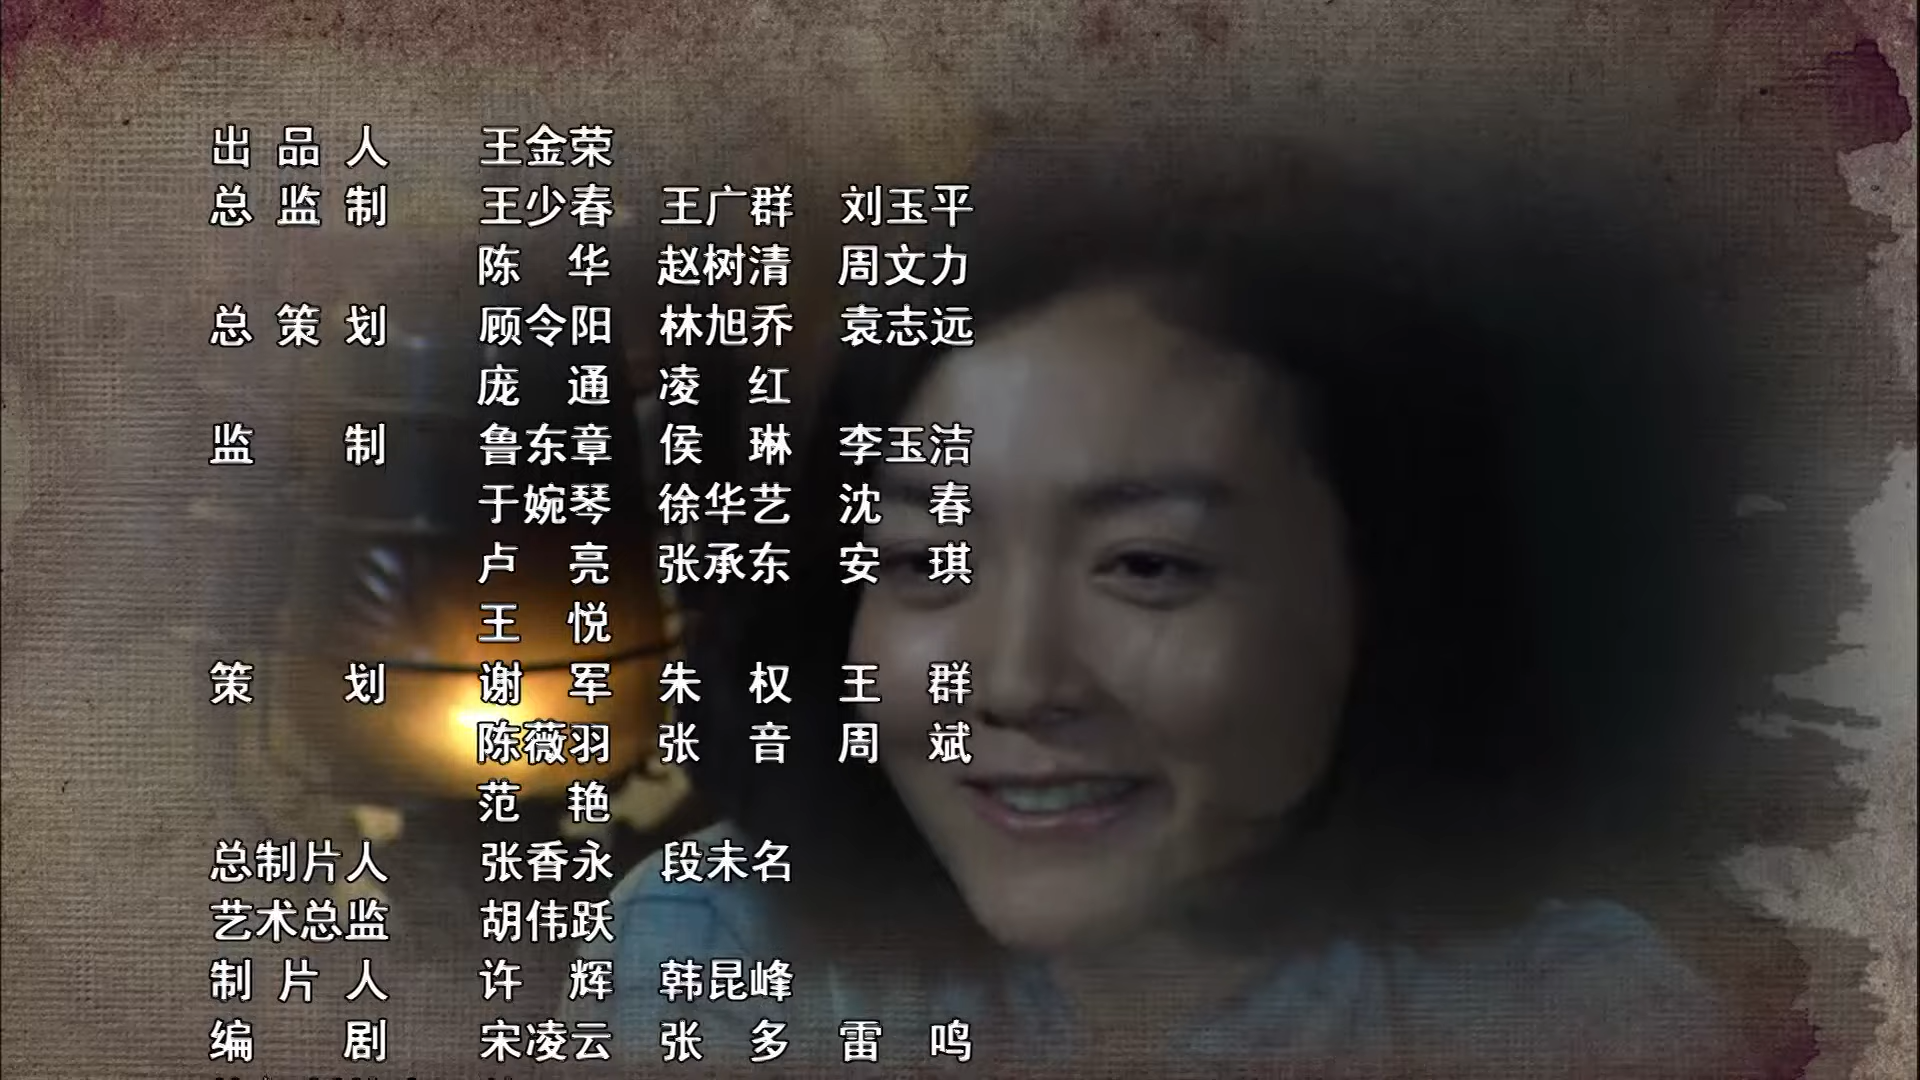 出品人 王金荣
总监制 王少春 王广群 刘玉平
陈华 赵树清 周文力
总策划 顾令阳 林旭乔 袁志远
庞通 凌红
监制 鲁东章 侯琳 李玉洁
于婉琴 徐华艺 沈春
卢亮 张承东 安琪
王悦
策划 谢军 朱权 王群
陈薇羽 张音 周斌
范艳
总制片人 张香永 段未名
艺术总监 胡伟跃
制片人 许辉 韩昆峰
编剧 宋凌云 张多 雷鸣